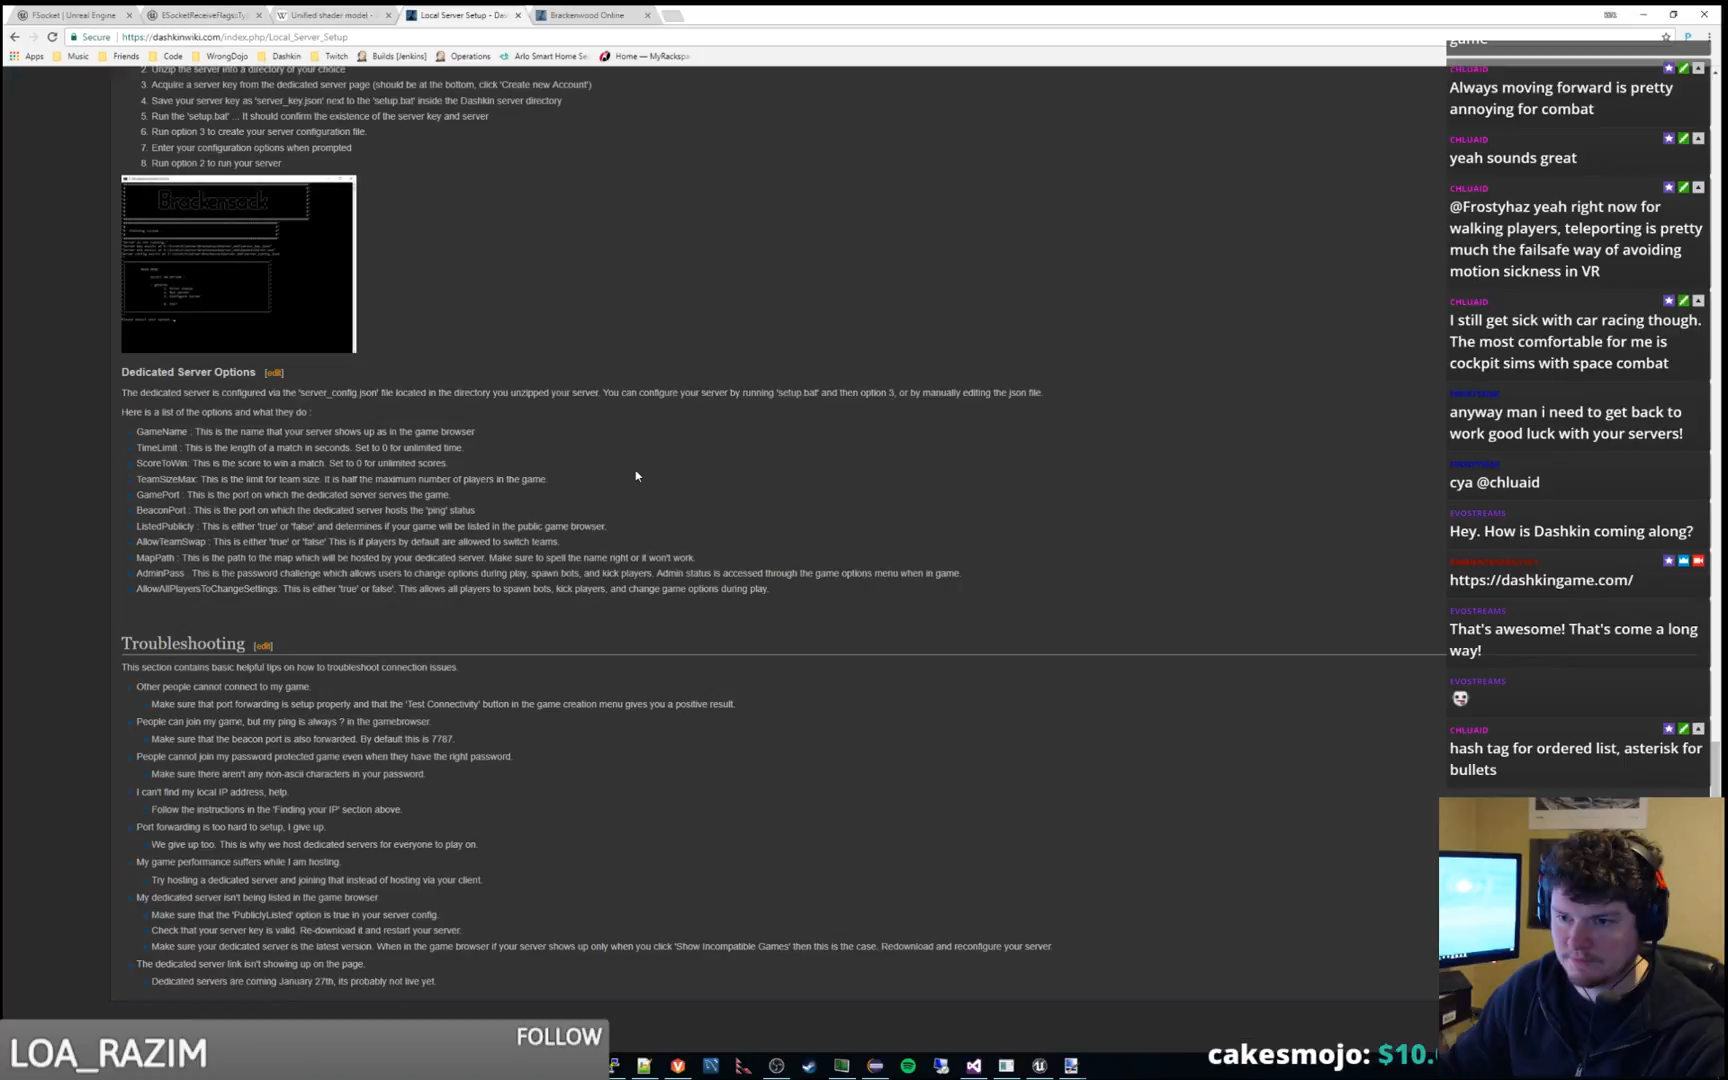 FSocket | Unreal Engine
ESocketReceiveFlags::Typ
Unified shader model -
Local Server Setup - Das
Brackenwood Online
Secure
https://dashkinwiki.com/index.php/Local_Server_Setup
Apps
Music
Friends
Code
WrongDojo
Dashkin
Twitch
Builds [Jenkins]
Operations
Arlo Smart Home Se
Home — MyRackspa
2. Unzip the server into a directory of your choice
3. Acquire a server key from the dedicated server page (should be at the bottom, click 'Create new Account')
4. Save your server key as 'server_key.json' next to the 'setup.bat' inside the Dashkin server directory
5. Run the 'setup.bat' ... It should confirm the existence of the server key and server
6. Run option 3 to create your server configuration file.
7. Enter your configuration options when prompted
8. Run option 2 to run your server
Brackensack
Dedicated Server Options [edit]
The dedicated server is configured via the 'server_config.json' file located in the directory you unzipped your server. You can configure your server by running 'setup.bat' and then option 3, or by manually editing the json file.
Here is a list of the options and what they do :
GameName : This is the name that your server shows up as in the game browser
TimeLimit : This is the length of a match in seconds. Set to 0 for unlimited time.
ScoreToWin: This is the score to win a match. Set to 0 for unlimited scores.
TeamSizeMax: This is the limit for team size. It is half the maximum number of players in the game.
GamePort : This is the port on which the dedicated server serves the game.
BeaconPort : This is the port on which the dedicated server hosts the 'ping' status
ListedPublicly : This is either 'true' or 'false' and determines if your game will be listed in the public game browser.
AllowTeamSwap : This is either 'true' or 'false' This is if players by default are allowed to switch teams.
MapPath : This is the path to the map which will be hosted by your dedicated server. Make sure to spell the name right or it won't work.
AdminPass : This is the password challenge which allows users to change options during play, spawn bots, and kick players. Admin status is accessed through the game options menu when in game.
AllowAllPlayersToChangeSettings: This is either 'true' or false'. This allows all players to spawn bots, kick players, and change game options during play.
Troubleshooting [edit]
This section contains basic helpful tips on how to troubleshoot connection issues.
Other people cannot connect to my game.
Make sure that port forwarding is setup properly and that the 'Test Connectivity' button in the game creation menu gives you a positive result.
People can join my game, but my ping is always ? in the gamebrowser.
Make sure that the beacon port is also forwarded. By default this is 7787.
People cannot join my password protected game even when they have the right password.
Make sure there aren't any non-ascii characters in your password.
I can't find my local IP address, help.
Follow the instructions in the 'Finding your IP' section above.
Port forwarding is too hard to setup, I give up.
We give up too. This is why we host dedicated servers for everyone to play on.
My game performance suffers while I am hosting.
Try hosting a dedicated server and joining that instead of hosting via your client.
My dedicated server isn't being listed in the game browser
Make sure that the 'PubliclyListed' option is true in your server config.
Check that your server key is valid. Re-download it and restart your server.
Make sure your dedicated server is the latest version. When in the game browser if your server shows up only when you click 'Show Incompatible Games' then this is the case. Redownload and reconfigure your server.
The dedicated server link isn't showing up on the page.
Dedicated servers are coming January 27th, its probably not live yet.
game
CHLUAID
Always moving forward is pretty
annoying for combat
CHLUAID
yeah sounds great
CHLUAID
@Frostyhaz yeah right now for
walking players, teleporting is pretty
much the failsafe way of avoiding
motion sickness in VR
CHLUAID
I still get sick with car racing though.
The most comfortable for me is
cockpit sims with space combat
anyway man i need to get back to
work good luck with your servers!
cya @chluaid
EVOSTREAMS
Hey. How is Dashkin coming along?
https://dashkingame.com/
EVOSTREAMS
That's awesome! That's come a long
way!
EVOSTREAMS
CHLUAID
hash tag for ordered list, asterisk for
bullets
LOA_RAZIM
FOLLOW
cakesmojo: $10.